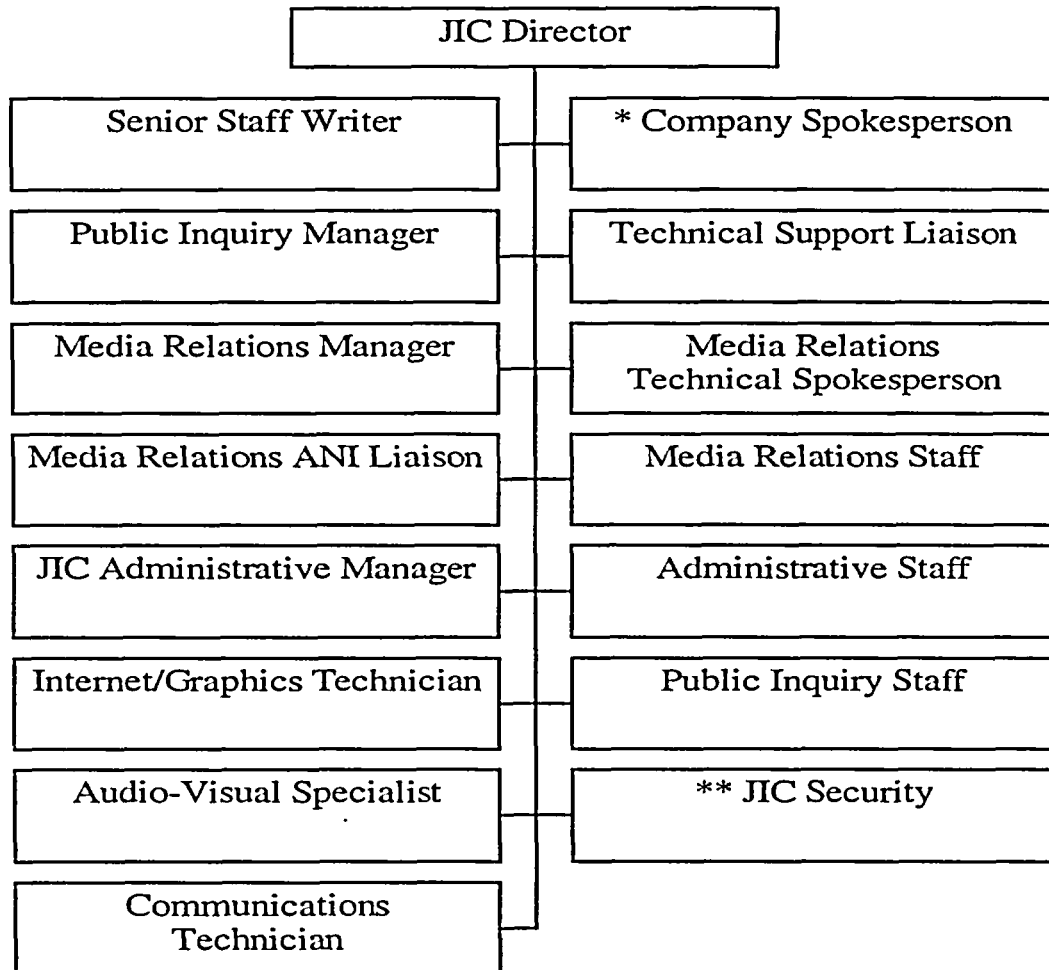 JIC Director
Senior Staff Writer
* Company Spokesperson
Public Inquiry Manager
Technical Support Liaison
Media Relations Manager
Media Relations
Technical Spokesperson
Media Relations ANI Liaison
Media Relations Staff
JIC Administrative Manager
Administrative Staff
Internet/Graphics Technician
Public Inquiry Staff
Audio-Visual Specialist
** JIC Security
Communications
Technician